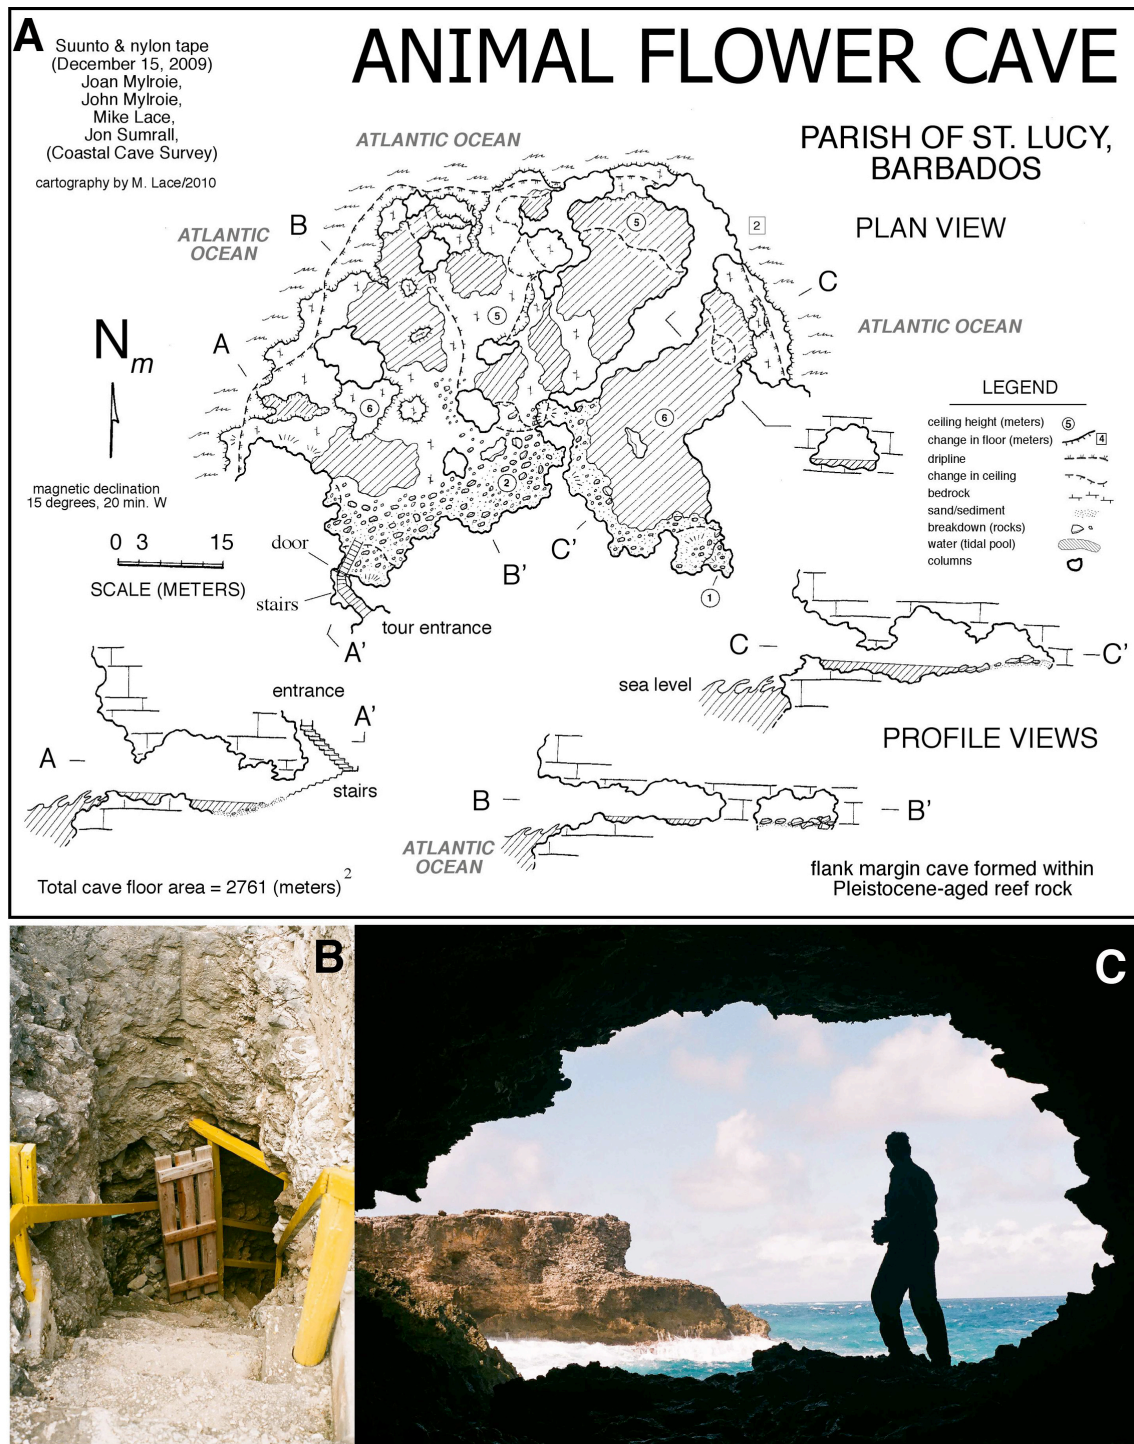 A
Suunto & nylon tape
(December 15, 2009)
Joan Mylroie,
John Mylroie,
Mike Lace,
Jon Sumrall,
(Coastal Cave Survey)
cartography by M. Lace/2010
ANIMAL FLOWER CAVE
PARISH OF ST. LUCY,
BARBADOS
PLAN VIEW
ATLANTIC OCEAN
ATLANTIC
OCEAN
B
5
2
C
ATLANTIC OCEAN
Nm
A
5
6
6
2
LEGEND
ceiling height (meters) 5
change in floor (meters) 4
dripline
change in ceiling
bedrock
sand/sediment
breakdown (rocks)
water (tidal pool)
columns
magnetic declination
15 degrees, 20 min. W
0 3 15
SCALE (METERS)
door
stairs
tour entrance
A'
B'
C'
1
C
C'
sea level
entrance
A'
A
stairs
PROFILE VIEWS
B
B'
ATLANTIC
OCEAN
Total cave floor area = 2761 (meters)2
flank margin cave formed within
Pleistocene-aged reef rock
B
C